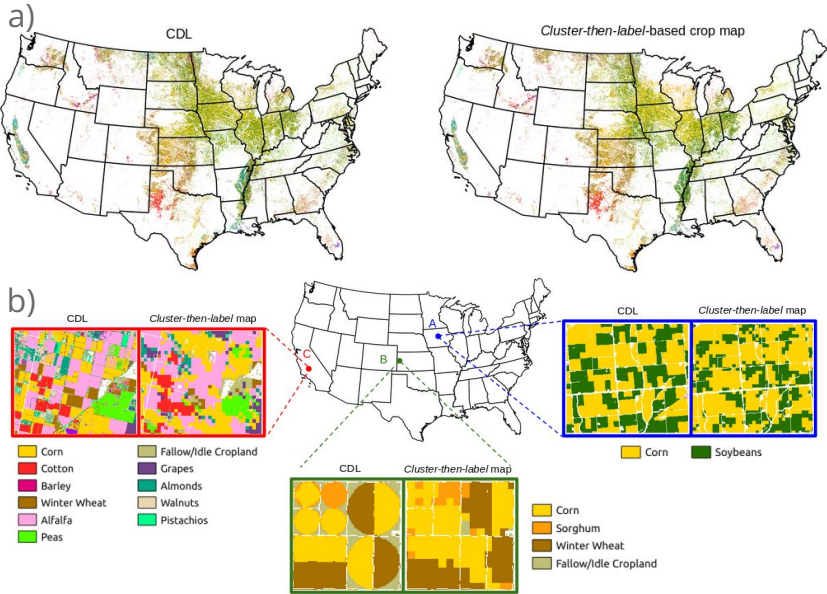 a)
CDL
Cluster-then-label-based crop map
b)
CDL
Cluster-then-label map
A
B
C
CDL
Cluster-then-label map
Corn
Cotton
Barley
Winter Wheat
Alfalfa
Peas
Fallow/Idle Cropland
Grapes
Almonds
Walnuts
Pistachios
CDL
Cluster-then-label map
Corn
Sorghum
Winter Wheat
Fallow/Idle Cropland
Corn
Soybeans